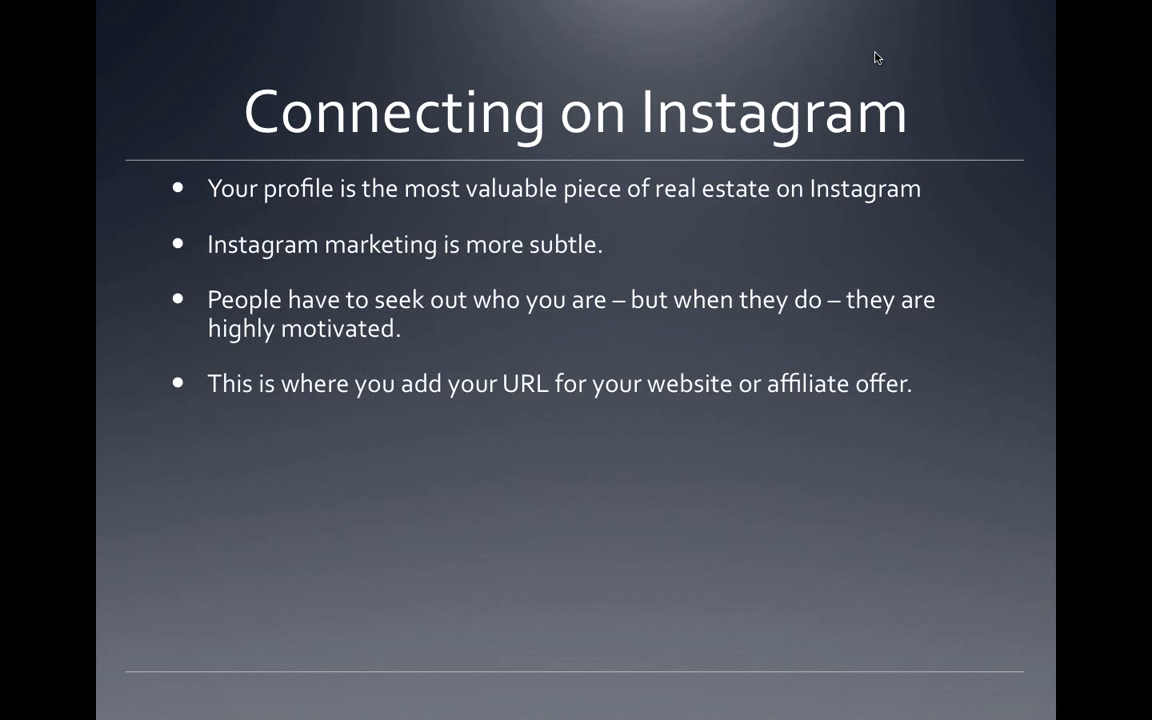 Connecting on Instagram
• Your profile is the most valuable piece of real estate on Instagram
• Instagram marketing is more subtle.
• People have to seek out who you are – but when they do – they are
highly motivated.
• This is where you add your URL for your website or affiliate offer.